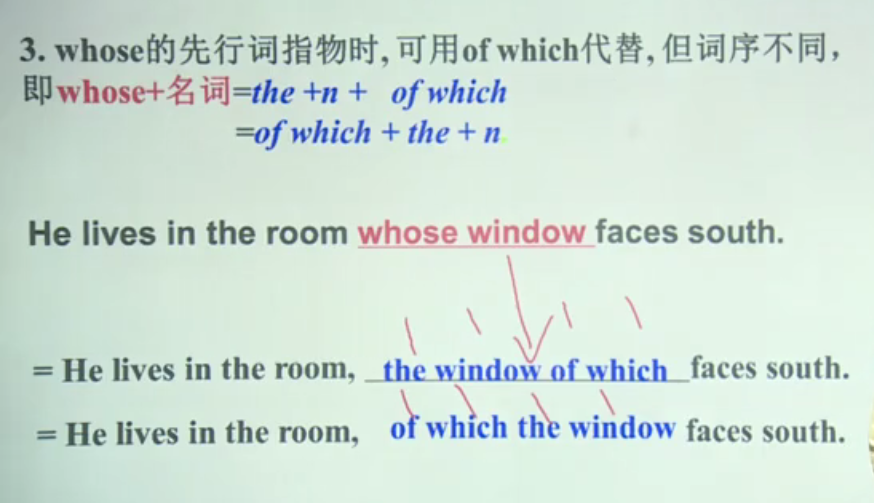 3. whose的先行词指物时,可用of which代替,但词序不同,
即whose+名词=the +n + of which
=of which + the + n.
He lives in the room whose window faces south.
= He lives in the room, the window of which faces south.
= He lives in the room, of which the window faces south.